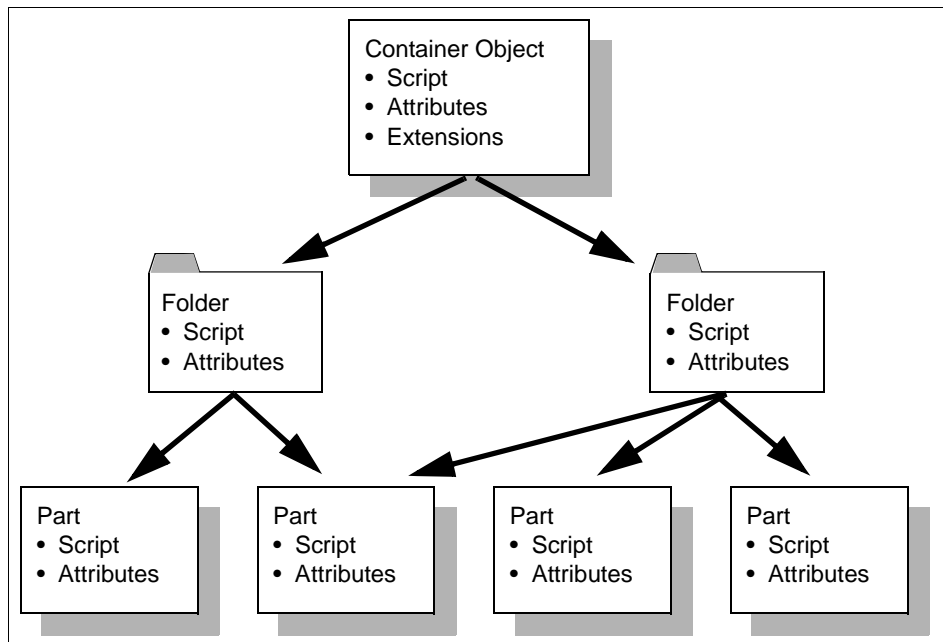 Container Object
• Script
• Attributes
• Extensions
Folder
• Script
• Attributes
Folder
• Script
• Attributes
Part
• Script
• Attributes
Part
• Script
• Attributes
Part
• Script
• Attributes
Part
• Script
• Attributes